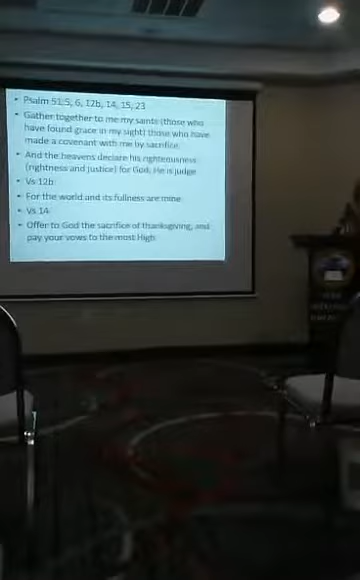 • Psalm 51:5, 6, 12b, 14, 15, 23
• Gather together to me my saints (those who
have found grace in my sight) those who have
made a covenant with me by sacrifice.
• And the heavens declare his righteousness
(rightness and justice) for God, He is judge
• Vs 12b
• For the world and its fullness are mine
• Vs 14
• Offer to God the sacrifice of thanksgiving, and
pay your vows to the most High